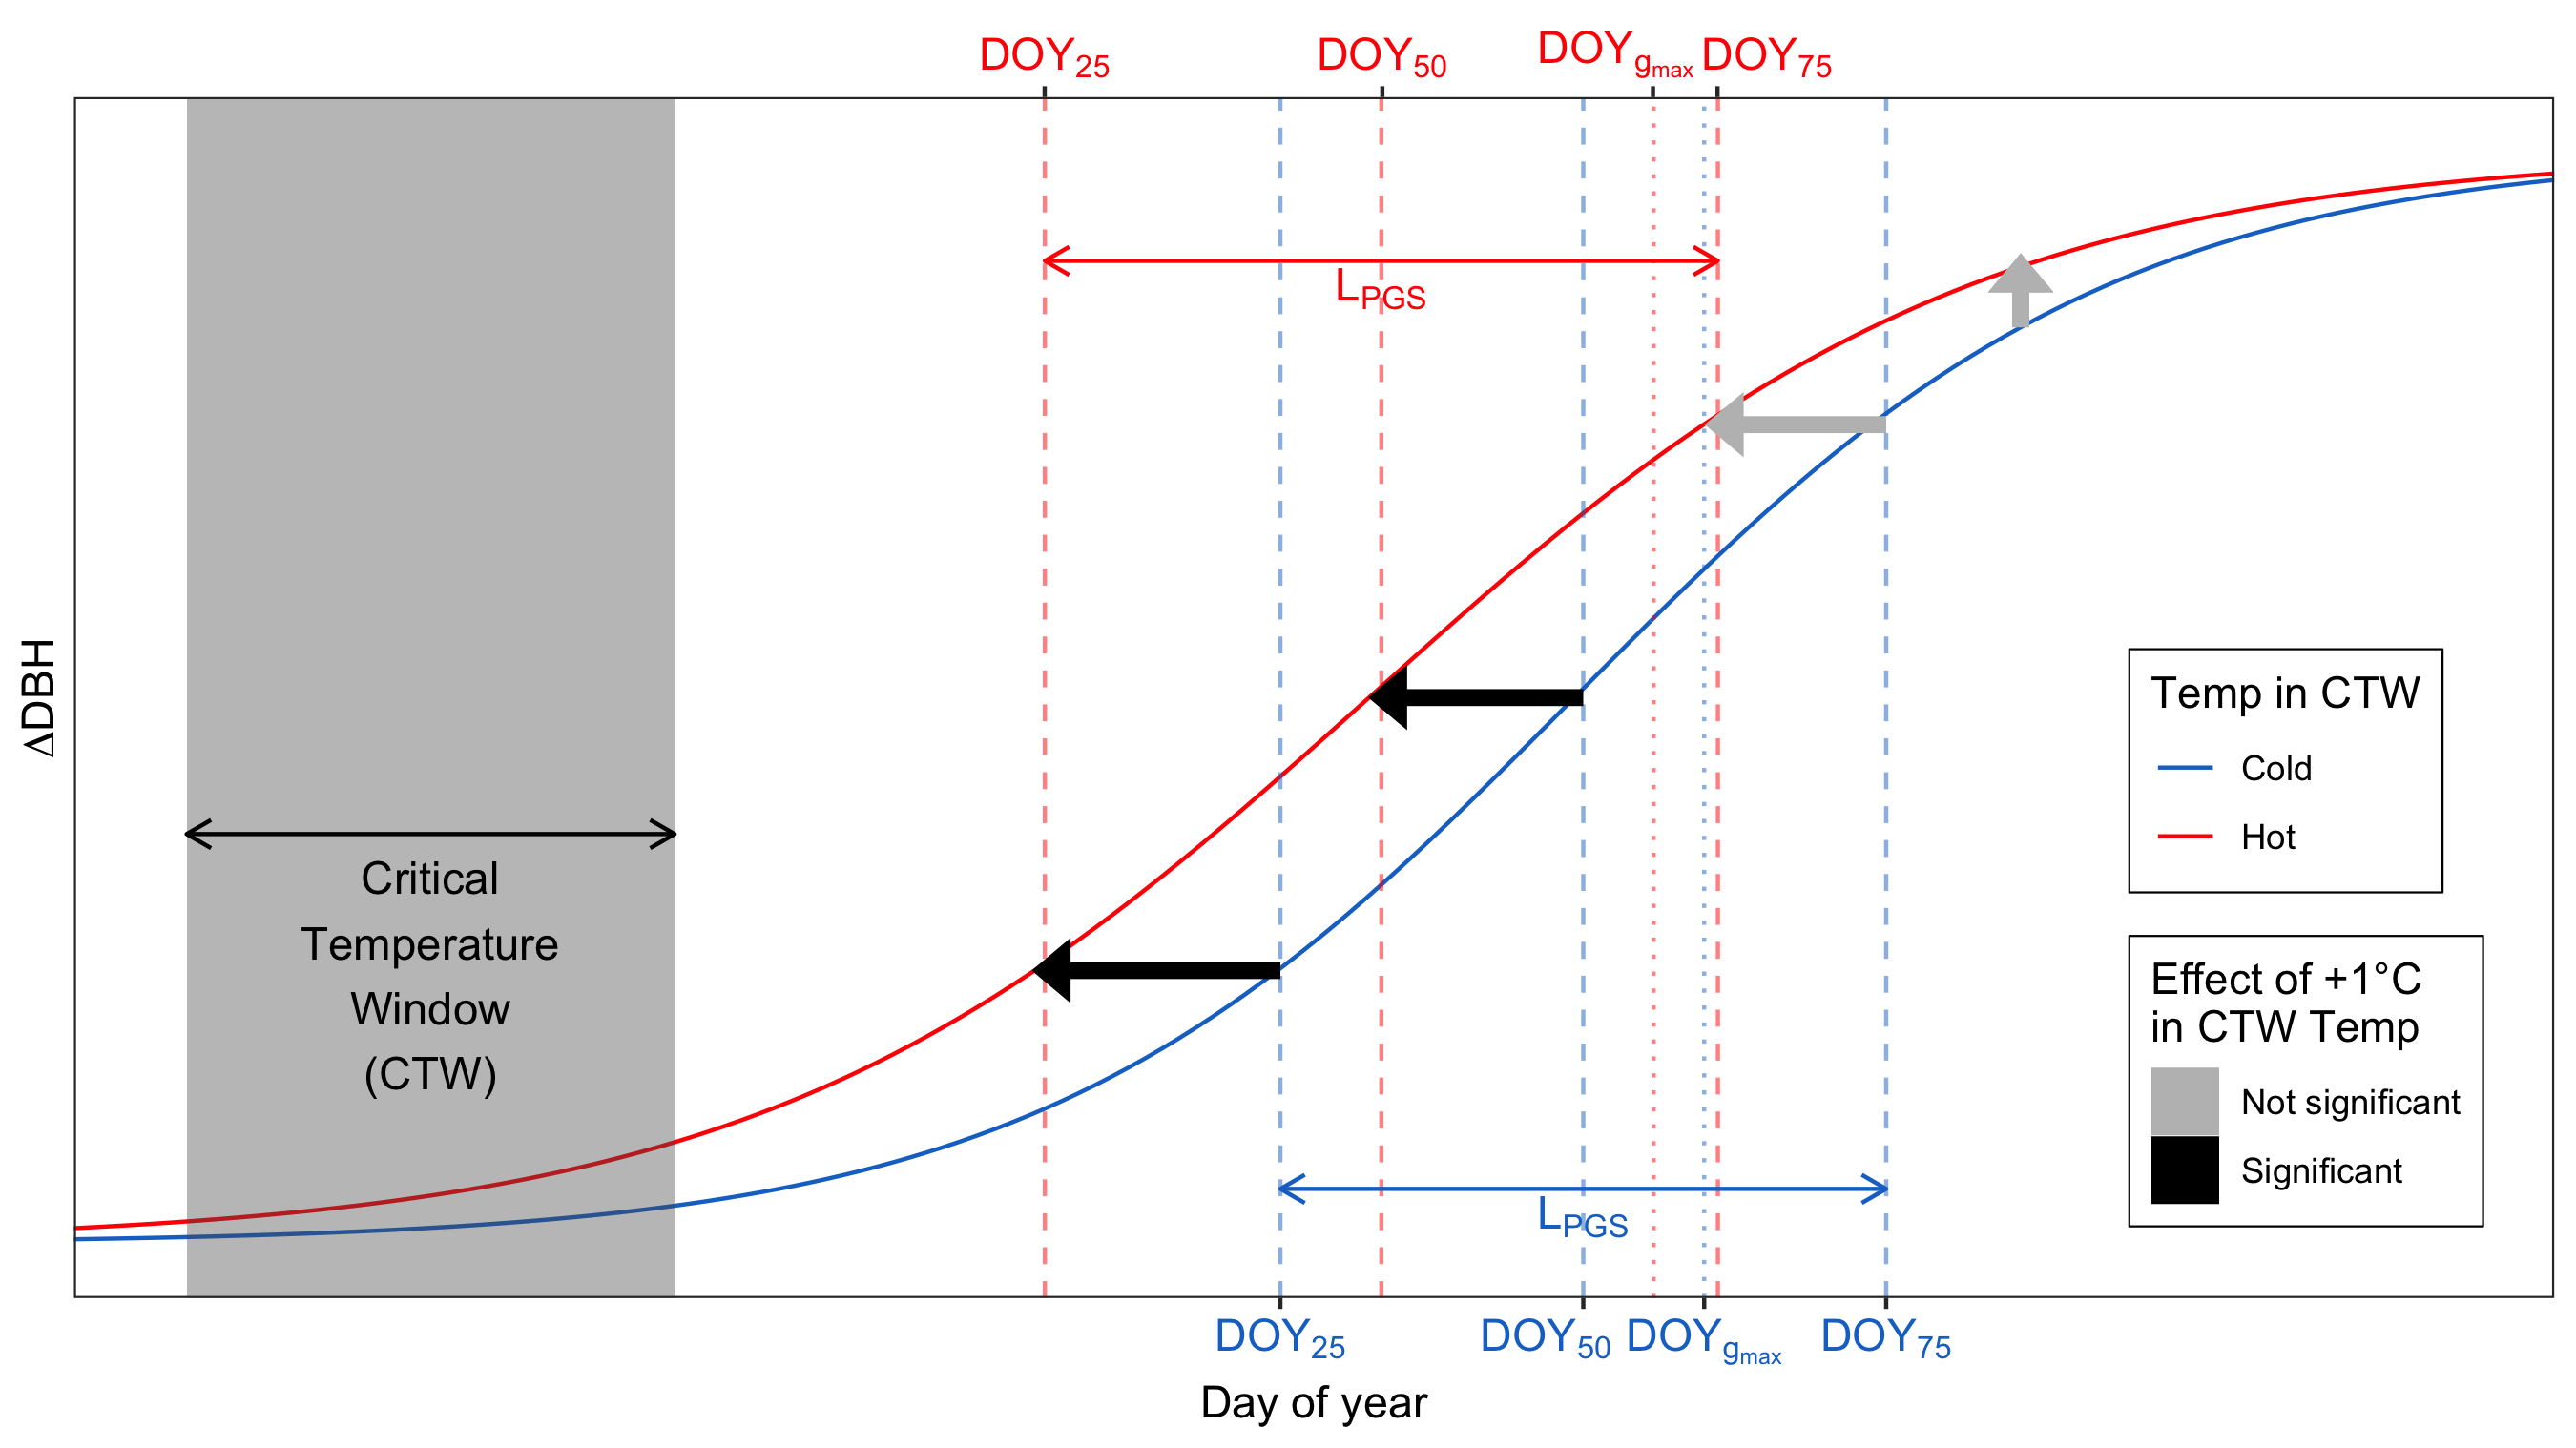 DOY25 DOY50 DOYgmax DOY75
LPGS
ΔDBH
Critical
Temperature
Window
(CTW)
Temp in CTW
Cold
Hot
Effect of +1°C
in CTW Temp
Not significant
Significant
LPGS
DOY25 DOY50 DOYgmax DOY75
Day of year